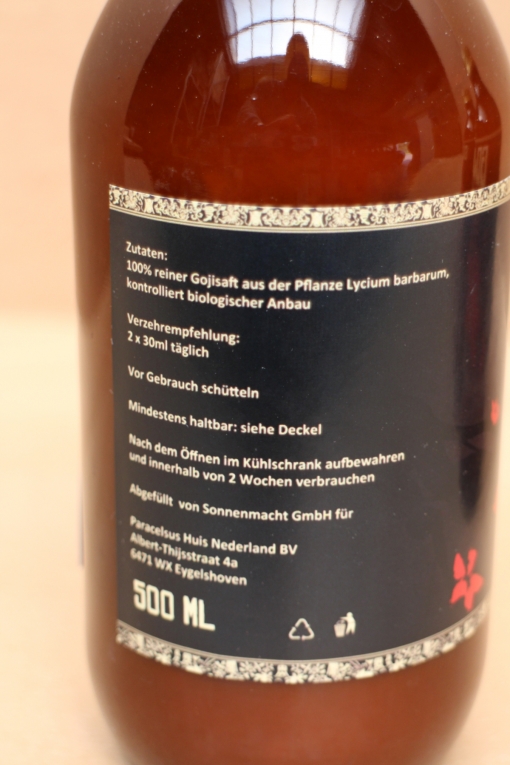 Zutaten:
100% reiner Gojisaft aus der Pflanze Lycium barbarum,
kontrolliert biologischer Anbau
Verzehrempfehlung:
2 x 30ml täglich
Vor Gebrauch schütteln
Mindestens haltbar: siehe Deckel
Nach dem Öffnen im Kühlschrank aufbewahren
und innerhalb von 2 Wochen verbrauchen
Abgefüllt von Sonnenmacht GmbH für
Paracelsus Huis Nederland BV
Albert-Thijsstraat 4a
6471 WX Eygelshoven
500 ML